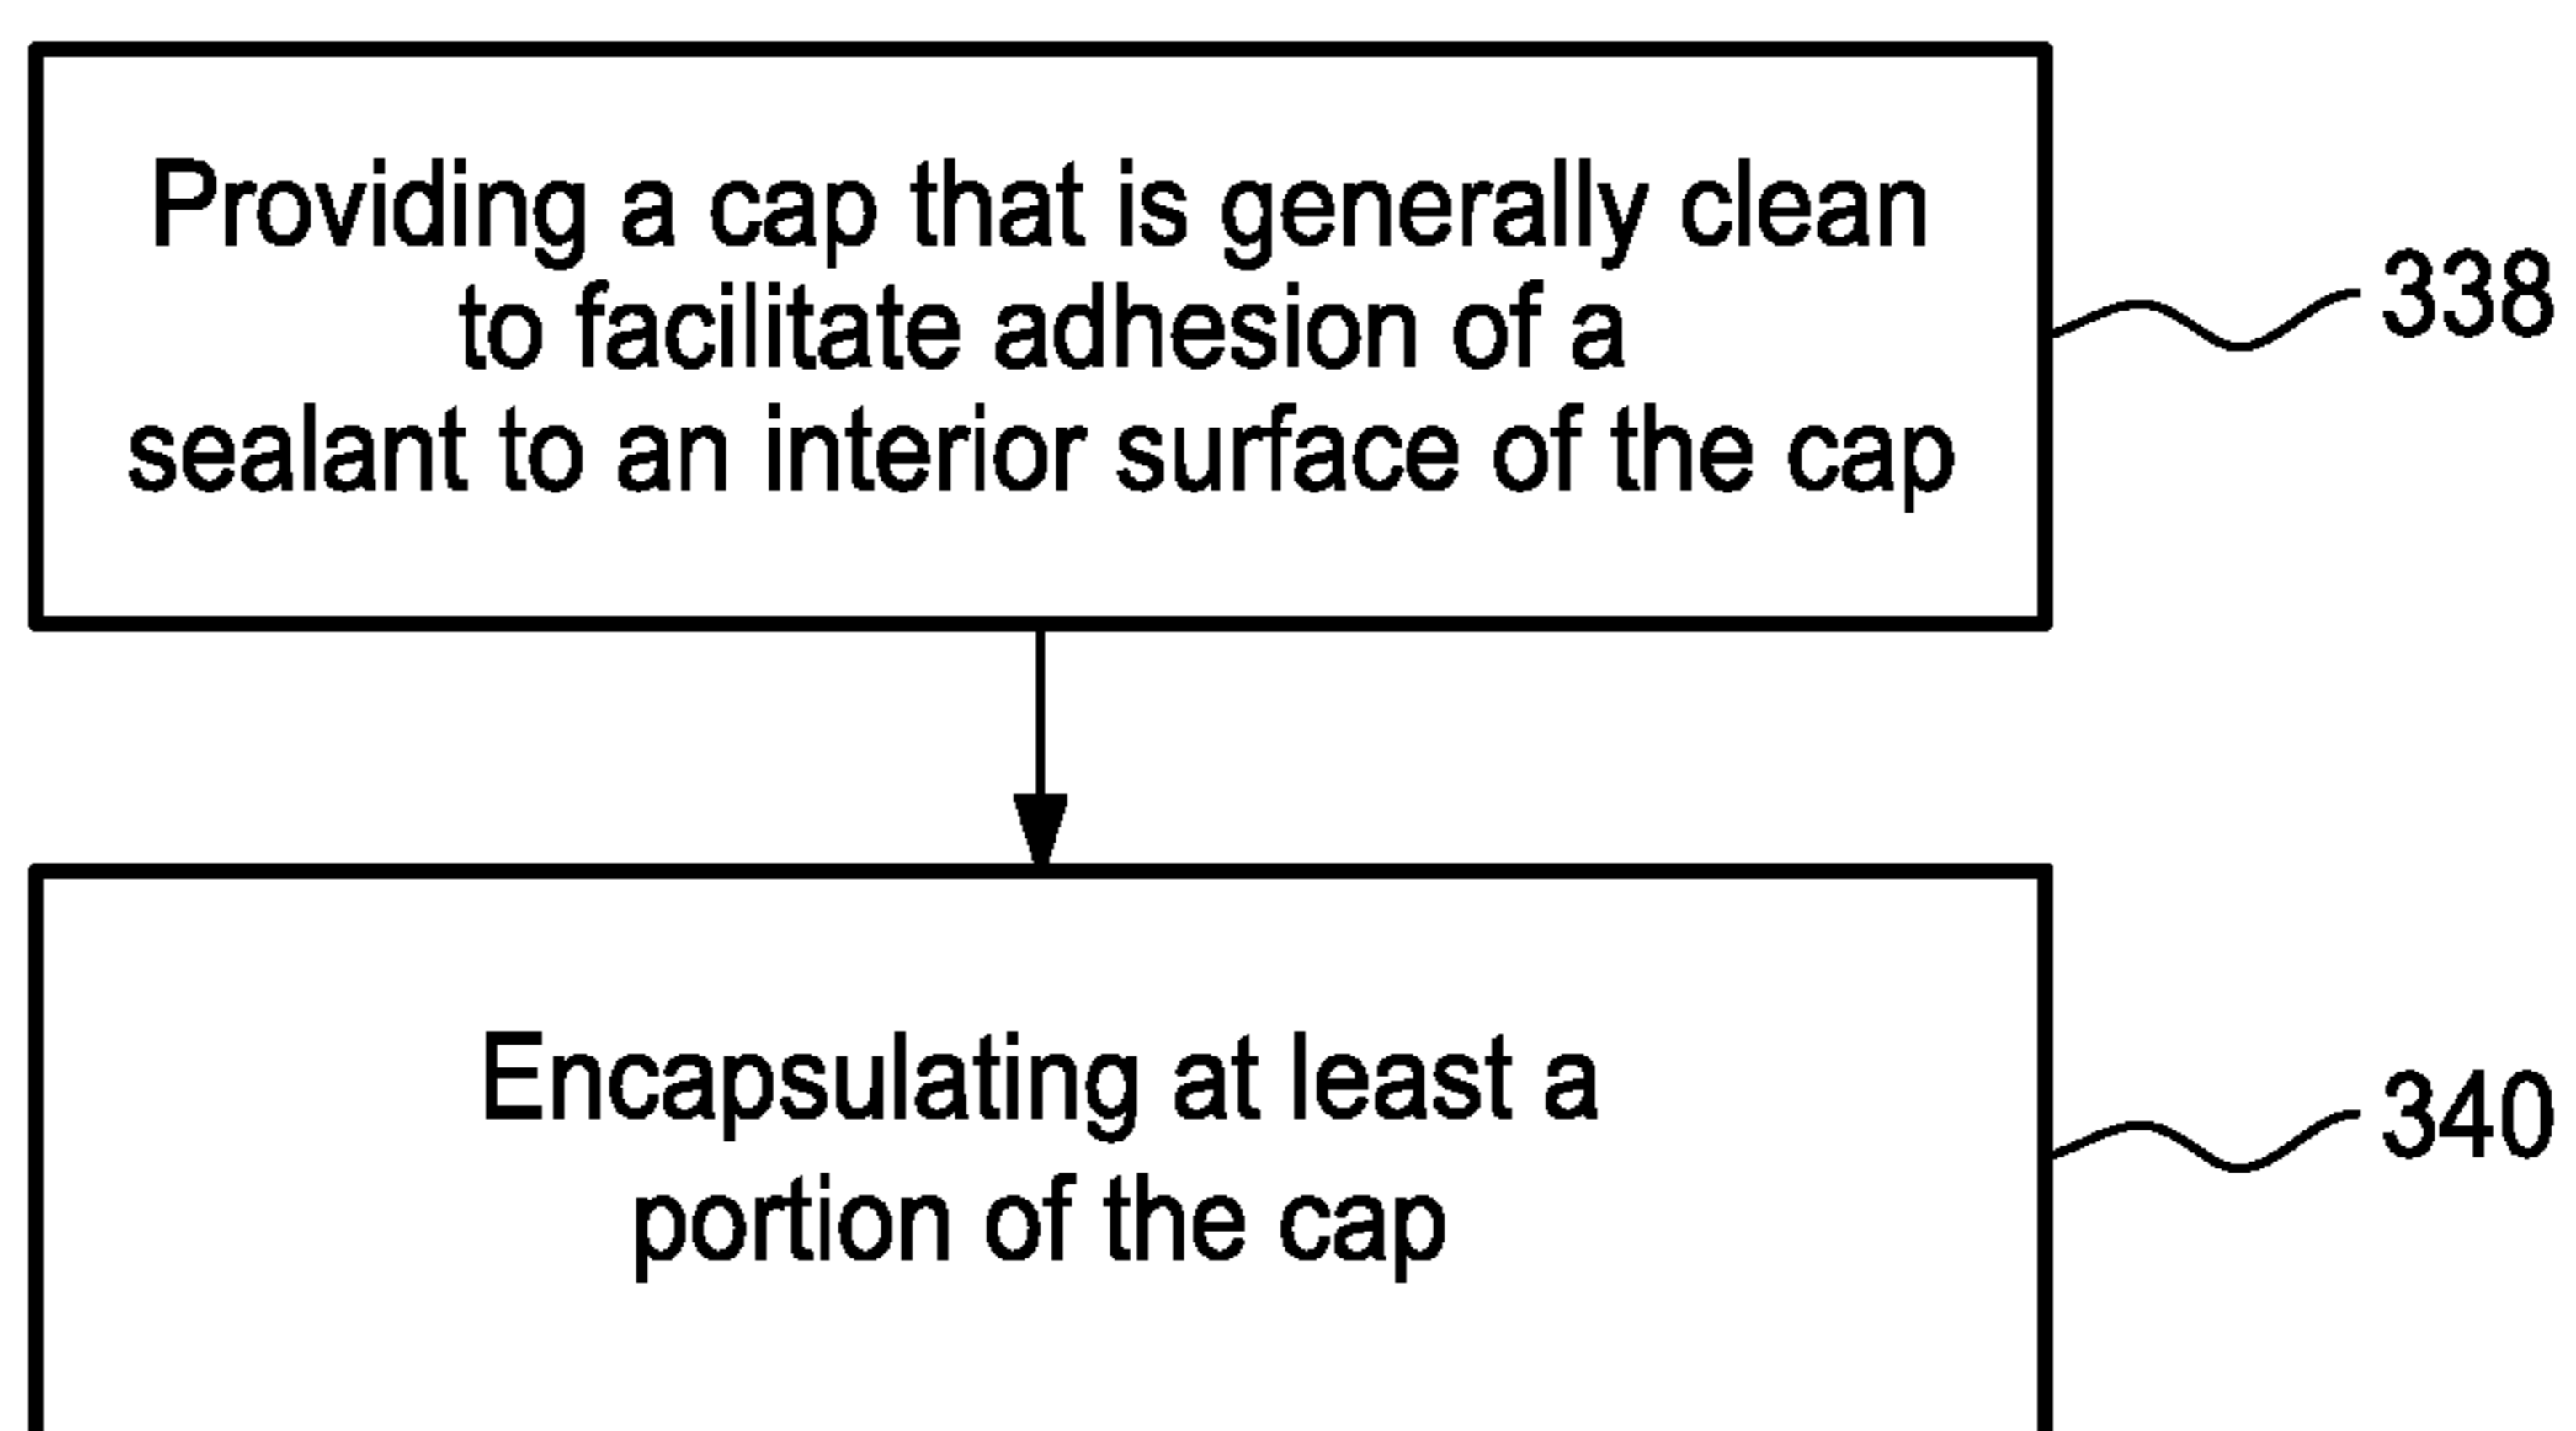 Providing a cap that is generally clean
to facilitate adhesion of a
sealant to an interior surface of the cap
338
Encapsulating at least a
portion of the cap
340